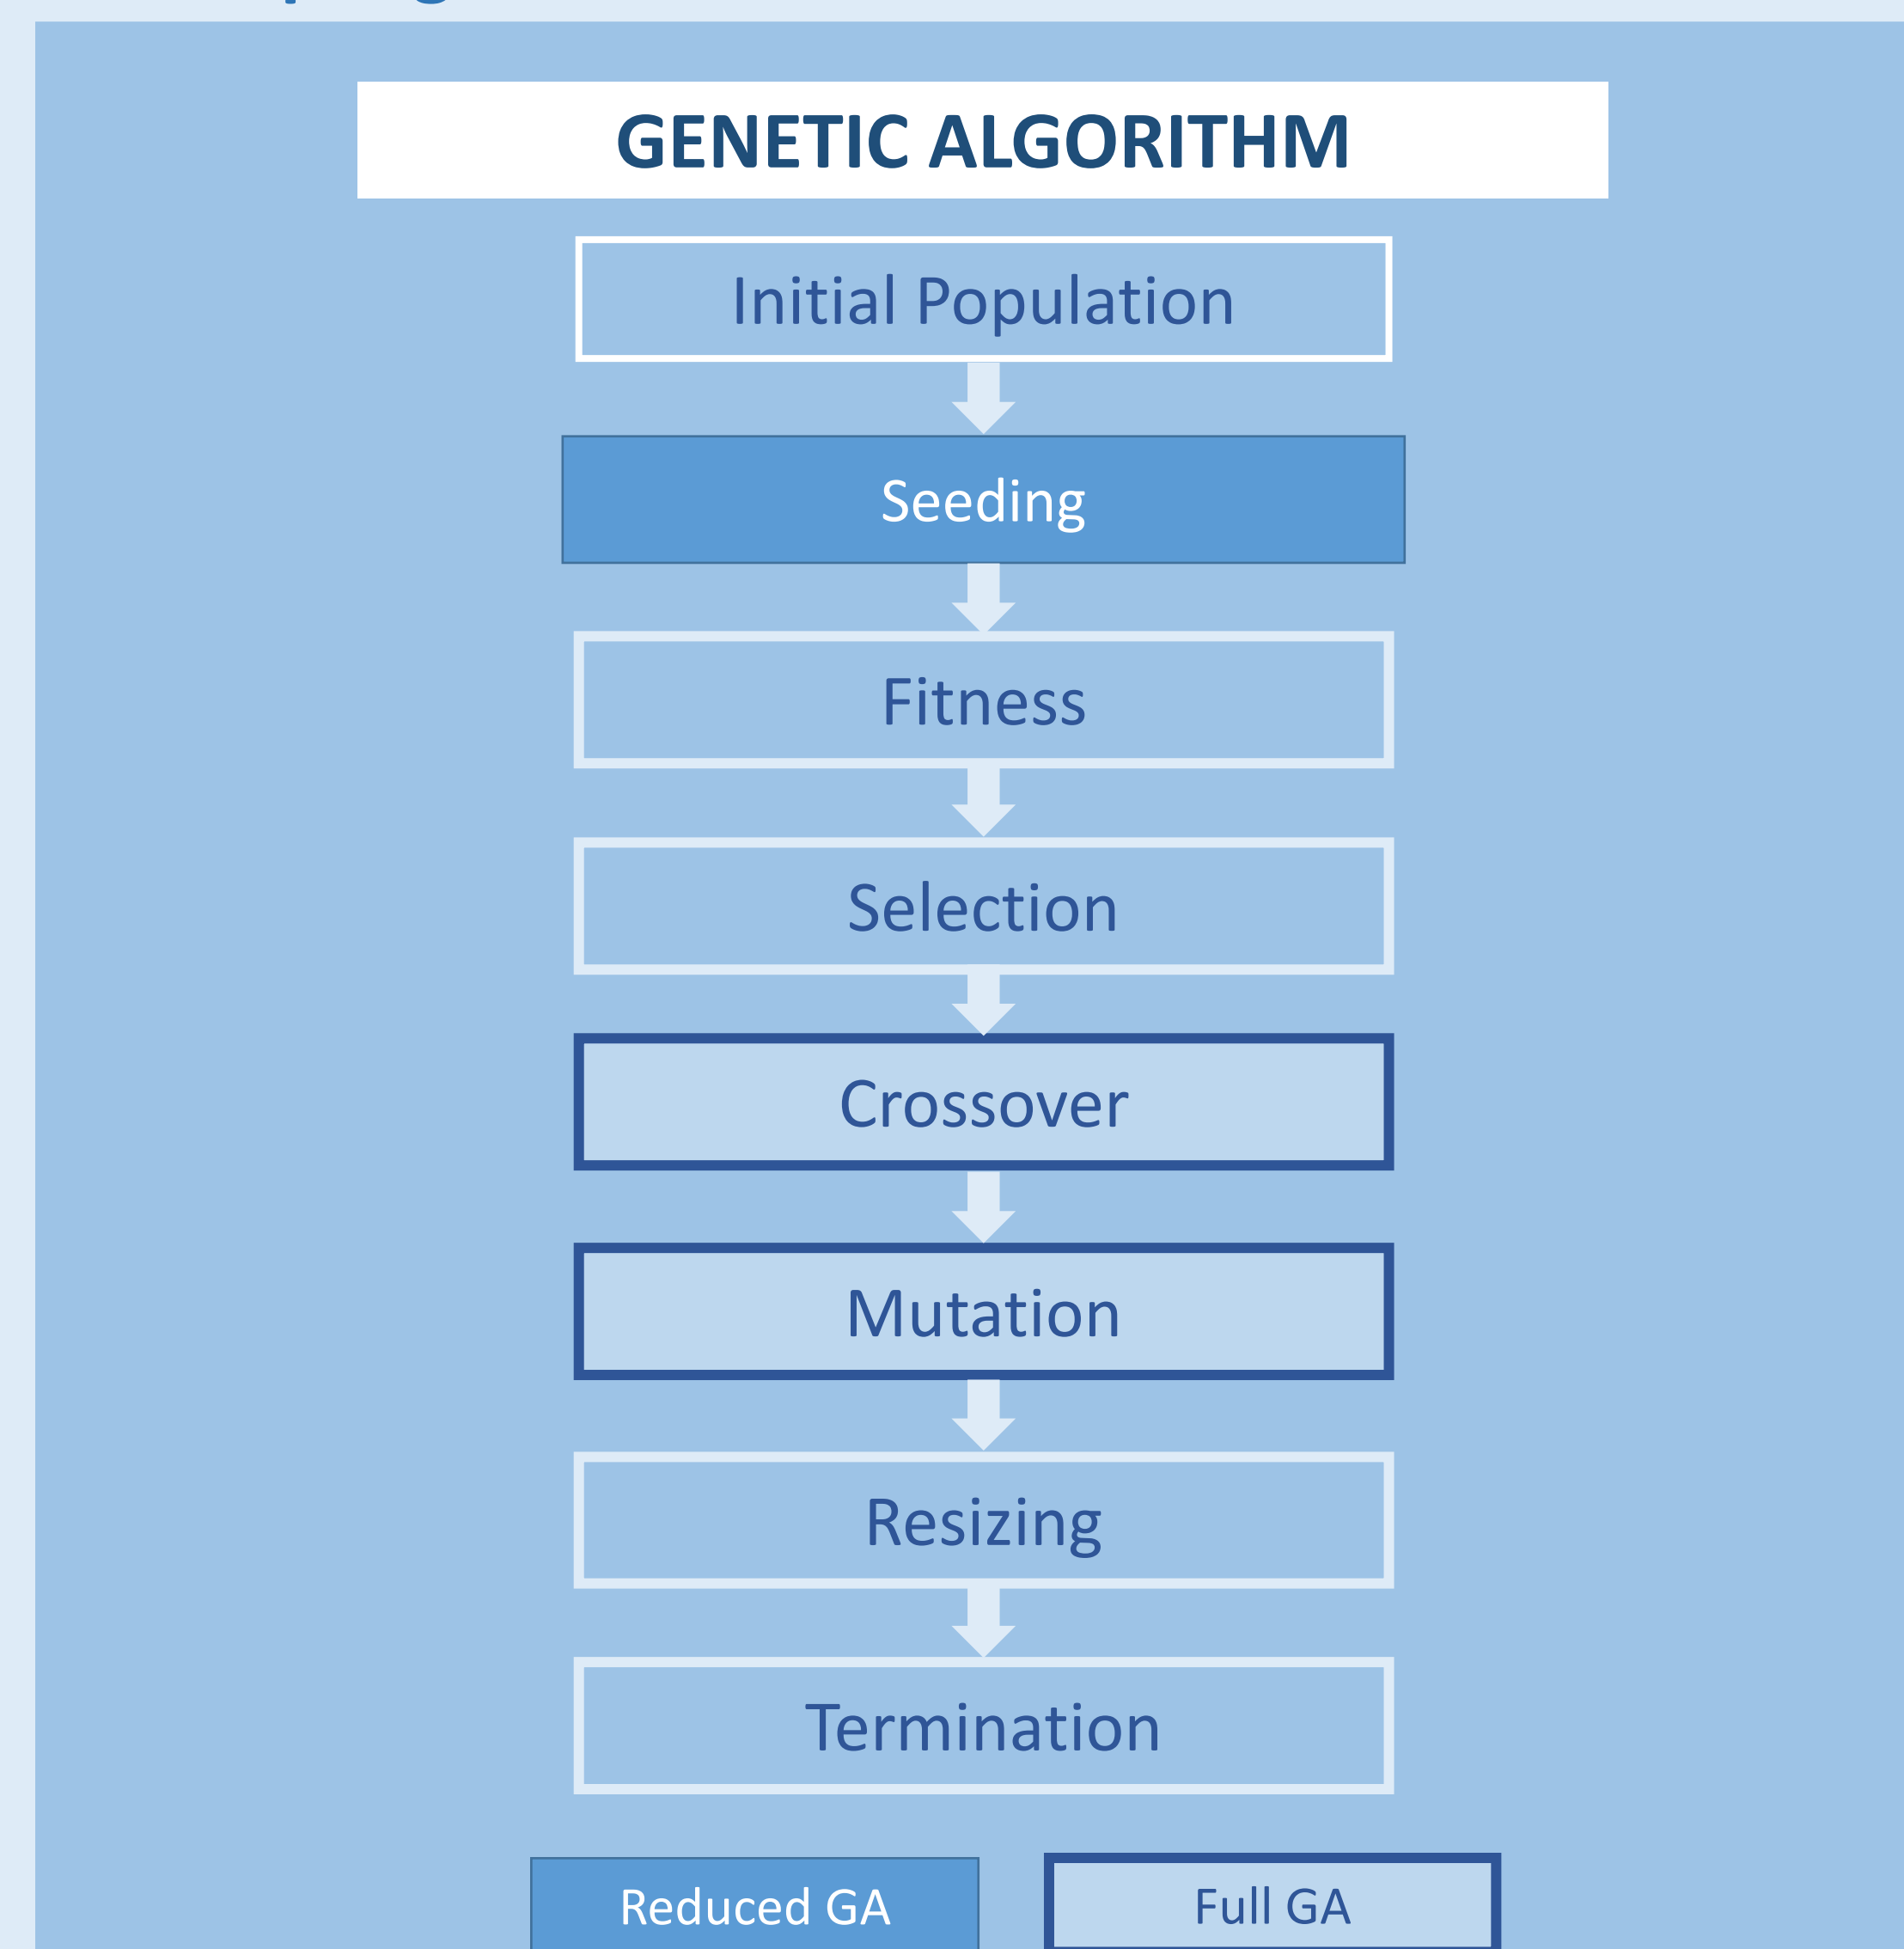 GENETIC ALGORITHM
Initial Population
Seeding
Fitness
Selection
Crossover
Mutation
Resizing
Termination
Reduced GA
Full GA